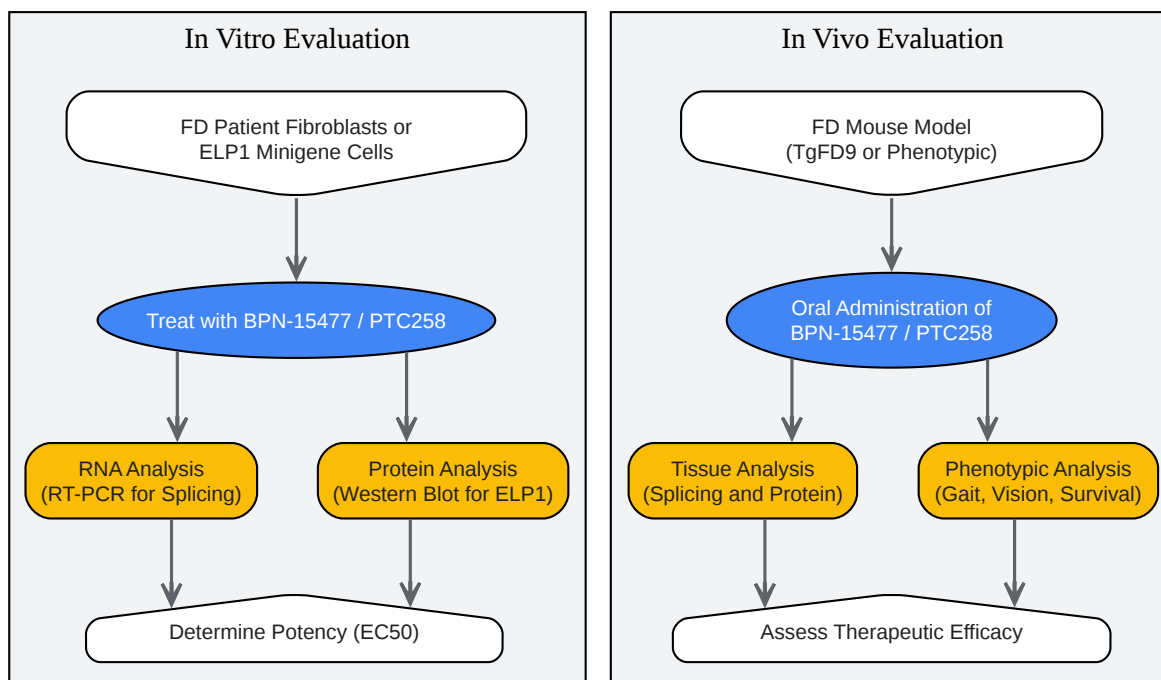 In Vitro Evaluation
FD Patient Fibroblasts or
ELP1 Minigene Cells
Treat with BPN-15477 / PTC258
RNA Analysis
(RT-PCR for Splicing)
Protein Analysis
(Western Blot for ELP1)
Determine Potency (EC50)
In Vivo Evaluation
FD Mouse Model
(TgFD9 or Phenotypic)
Oral Administration of
BPN-15477 / PTC258
Tissue Analysis
(Splicing and Protein)
Phenotypic Analysis
(Gait, Vision, Survival)
Assess Therapeutic Efficacy